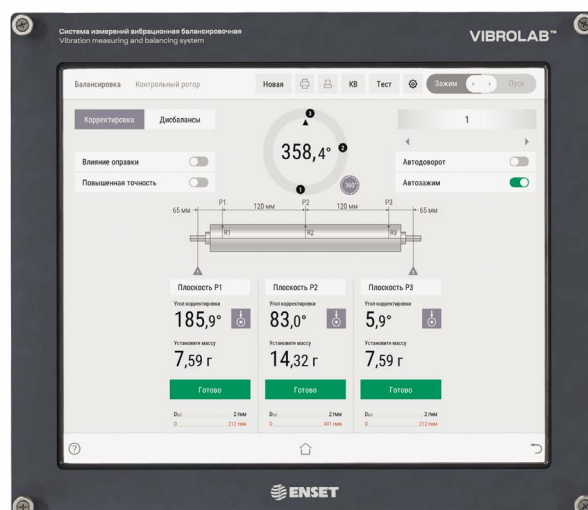 Система измерений вибрационная балансировочная
Vibration measuring and balancing system
VIBROLAB™
Балансировка Контрольный ротор Новая КВ Тест Зажим Пуск
Корректировка Дисбалансы
3
1
358,4°
2
Влияние оправки
Автодоворот
Повышенная точность
1
360°
Автозажим
65 мм P1 120 мм P2 120 мм P3 65 мм
R1 R2 R3
Плоскость P1 Плоскость P2 Плоскость P3
Угол корректировки Угол корректировки Угол корректировки
185,9° 83,0° 5,9°
Установите массу Установите массу Установите массу
7,59 г 14,32 г 7,59 г
Готово Готово Готово
2 гмм 2 гмм 2 гмм
D 212 гмм D 401 гмм D 212 гмм
?
ENSET